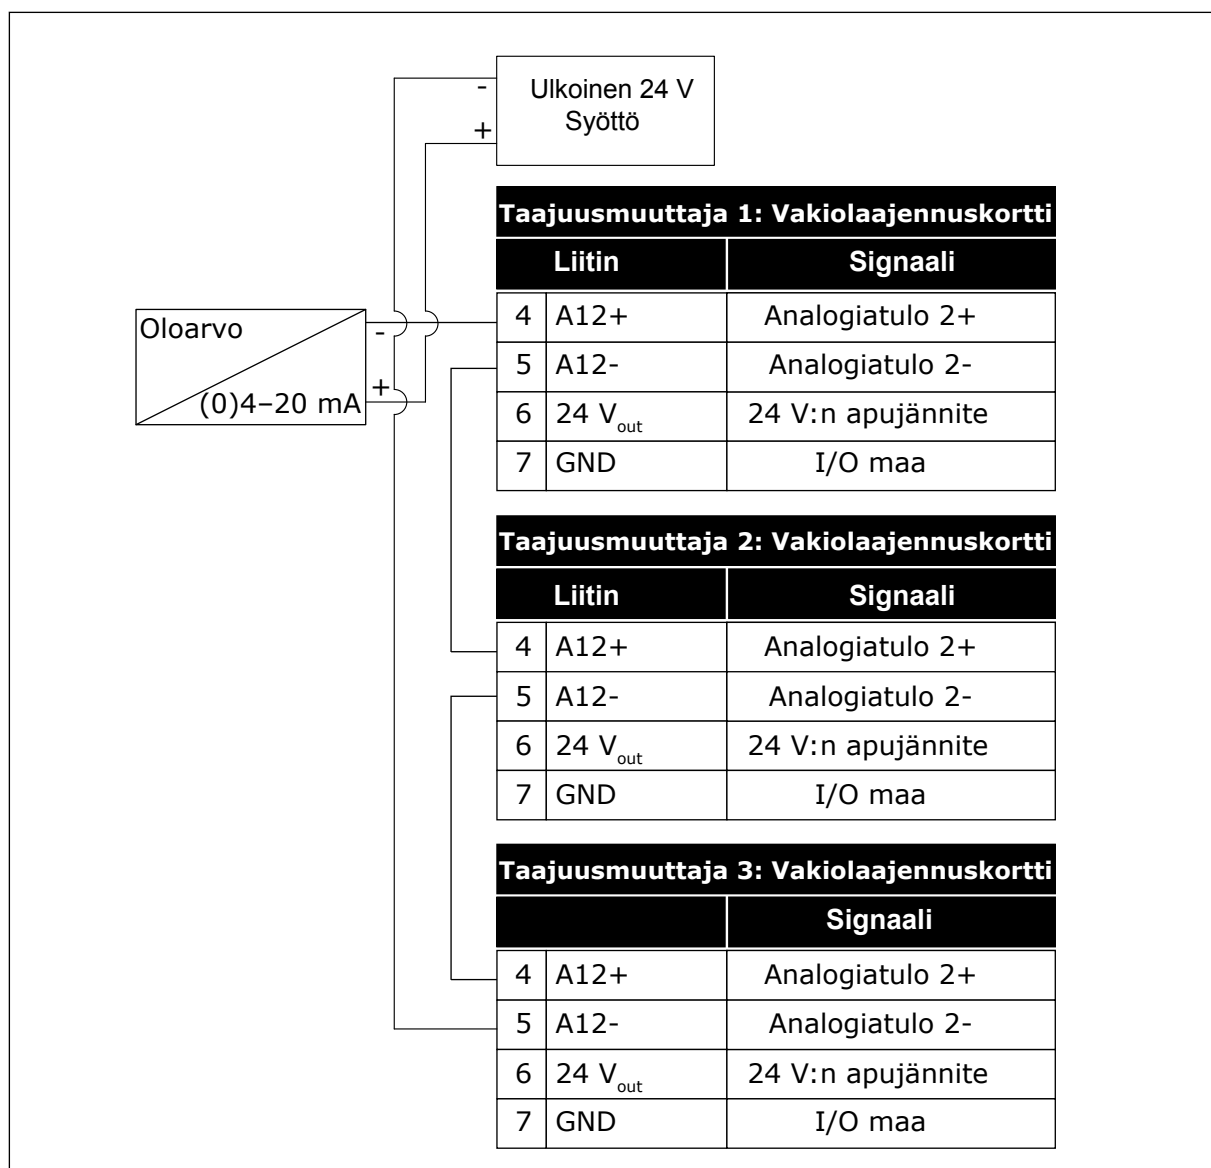 -
Ulkoinen 24 V
Syöttö
+
Taajuusmuuttaja 1: Vakiolaajennuskortti
Liitin Signaali
4 A12+ Analogiatulo 2+
5 A12- Analogiatulo 2-
6 24 Vout 24 V:n apujännite
7 GND I/O maa
Oloarvo
-
+
(0)4–20 mA
Taajuusmuuttaja 2: Vakiolaajennuskortti
Liitin Signaali
4 A12+ Analogiatulo 2+
5 A12- Analogiatulo 2-
6 24 Vout 24 V:n apujännite
7 GND I/O maa
Taajuusmuuttaja 3: Vakiolaajennuskortti
Signaali
4 A12+ Analogiatulo 2+
5 A12- Analogiatulo 2-
6 24 Vout 24 V:n apujännite
7 GND I/O maa